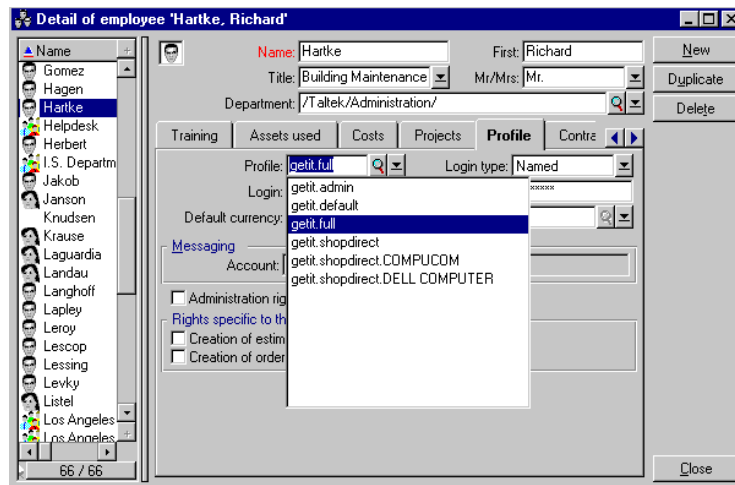 Detail of employee 'Hartke, Richard'
Name
Gomez
Hagen
Hartke
Helpdesk
Herbert
I.S. Departm
Jakob
Janson
Knudsen
Krause
Laguardia
Landau
Langhoff
Lapley
Leroy
Lescop
Lessing
Levky
Listel
Los Angeles
Los Angeles
66 / 66
Name: Hartke First: Richard
Title: Building Maintenance Mr/Mrs: Mr.
Department: /Taltek/Administration/
Training Assets used Costs Projects Profile Contra
Profile: getit.full Login type: Named
Login: xxxxx
Default currency:
getit.admin
getit.default
getit.full
getit.shopdirect
getit.shopdirect.COMPUCOM
getit.shopdirect.DELL COMPUTER
Messaging
Account:
Administration rig
Rights specific to th
Creation of estim
Creation of order
New
Duplicate
Delete
Close